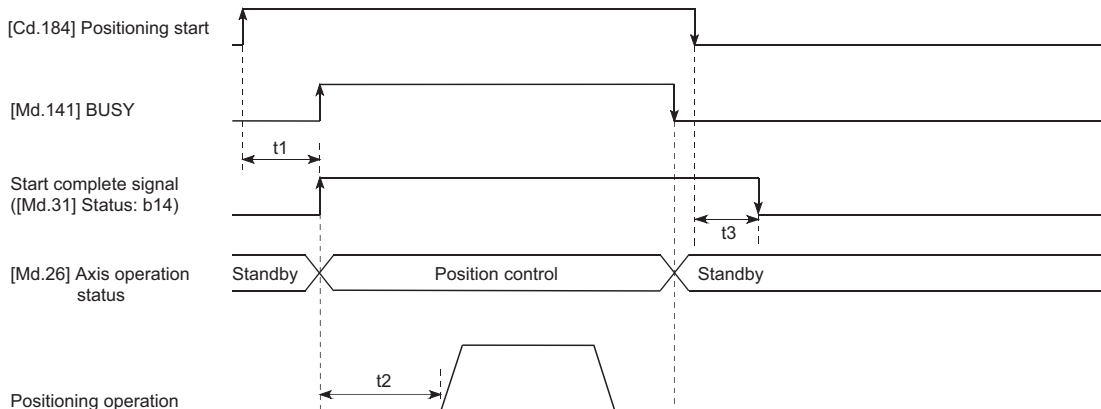 [Cd.184] Positioning start
[Md.141] BUSY
t1
Start complete signal
([Md.31] Status: b14)
t3
[Md.26] Axis operation
status
Standby
Position control
Standby
t2
Positioning operation